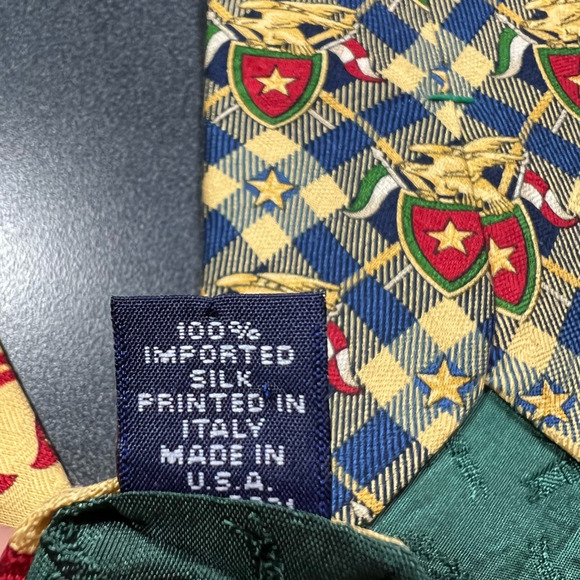 100%
IMPORTED
SILK
PRINTED IN
ITALY
MADE IN
U.S.A.